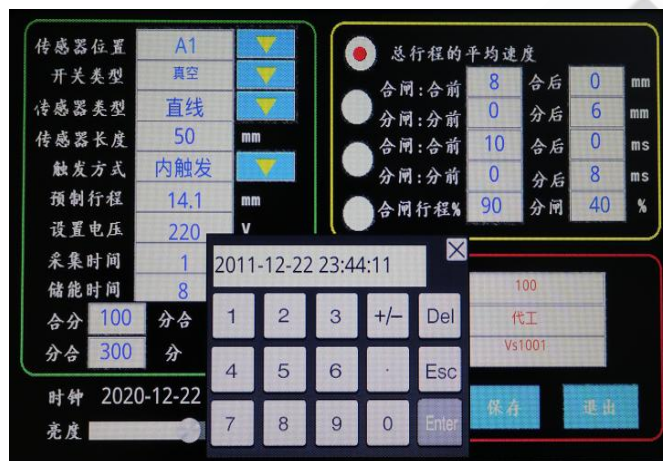 传感器位置 A1
开关类型 真空
传感器类型 直线
传感器长度 50 mm
触发方式 内触发
预制行程 14.1 mm
设置电压 220 V
采集时间 1
储能时间 8
合分 100 分合
分合 300 分
时钟 2020-12-22
亮度
总行程的平均速度
合闸:合前 8 合后 0 mm
分闸:分前 0 分后 6 mm
合闸:合前 10 合后 0 ms
分闸:分前 0 分后 8 ms
合闸行程% 90 分闸 40 %
2011-12-22 23:44:11
1 2 3 +/- Del
4 5 6 . Esc
7 8 9 0 Enter
100
代工
Vs1001
保存 退出